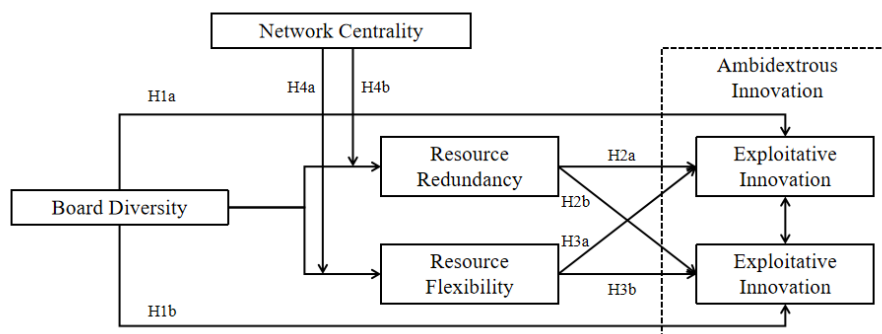 Network Centrality
Ambidextrous
Innovation
H4a
H4b
H1a
Resource
Redundancy
H2a
Exploitative
Innovation
Board Diversity
H2b
H3a
Resource
Flexibility
H3b
Exploitative
Innovation
H1b